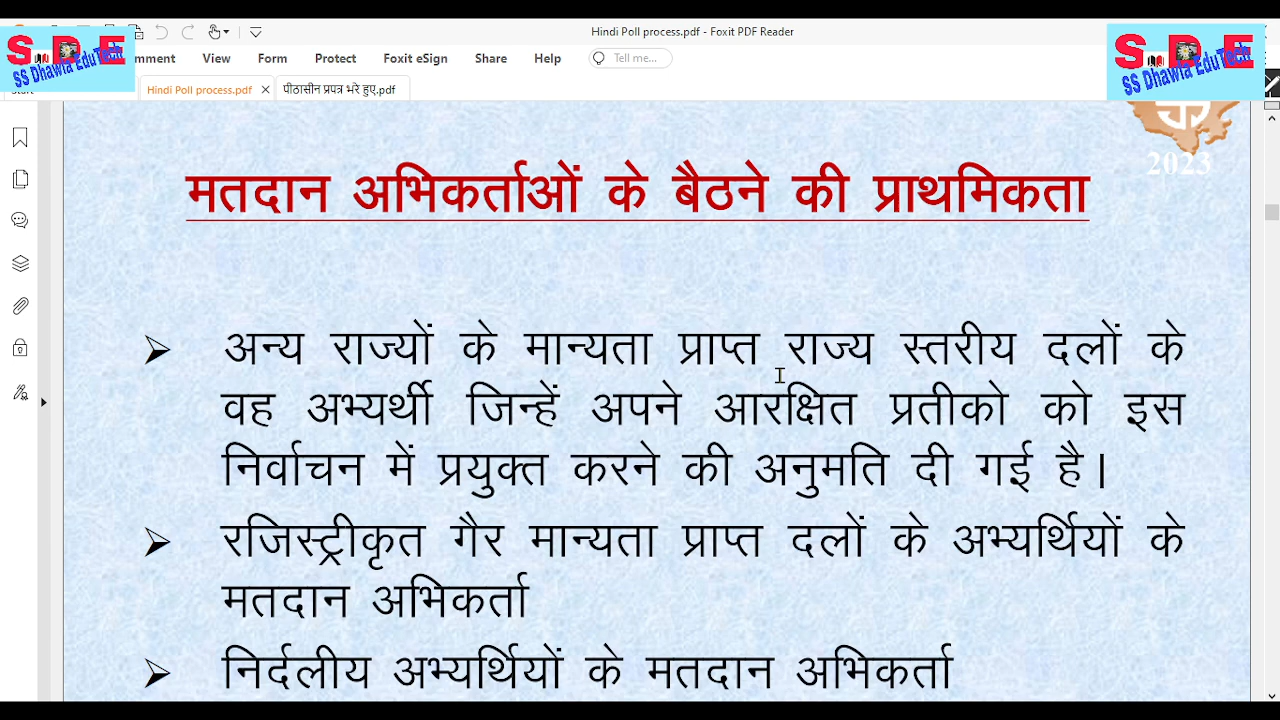 Hindi Poll process.pdf - Foxit PDF Reader
S D E
SS Dhawla EduTech
mment View Form Protect Foxit eSign Share Help Tell me...
S D E
SS Dhawla EduTech
Hindi Poll process.pdf पीठासीन प्रपत्र भरे हुए.pdf
2023
मतदान अभिकर्ताओं के बैठने की प्राथमिकता
अन्य राज्यों के मान्यता प्राप्त राज्य स्तरीय दलों के
वह अभ्यर्थी जिन्हें अपने आरक्षित प्रतीको को इस
निर्वाचन में प्रयुक्त करने की अनुमति दी गई है।
रजिस्ट्रीकृत गैर मान्यता प्राप्त दलों के अभ्यर्थियों के
मतदान अभिकर्ता
निर्दलीय अभ्यर्थियों के मतदान अभिकर्ता